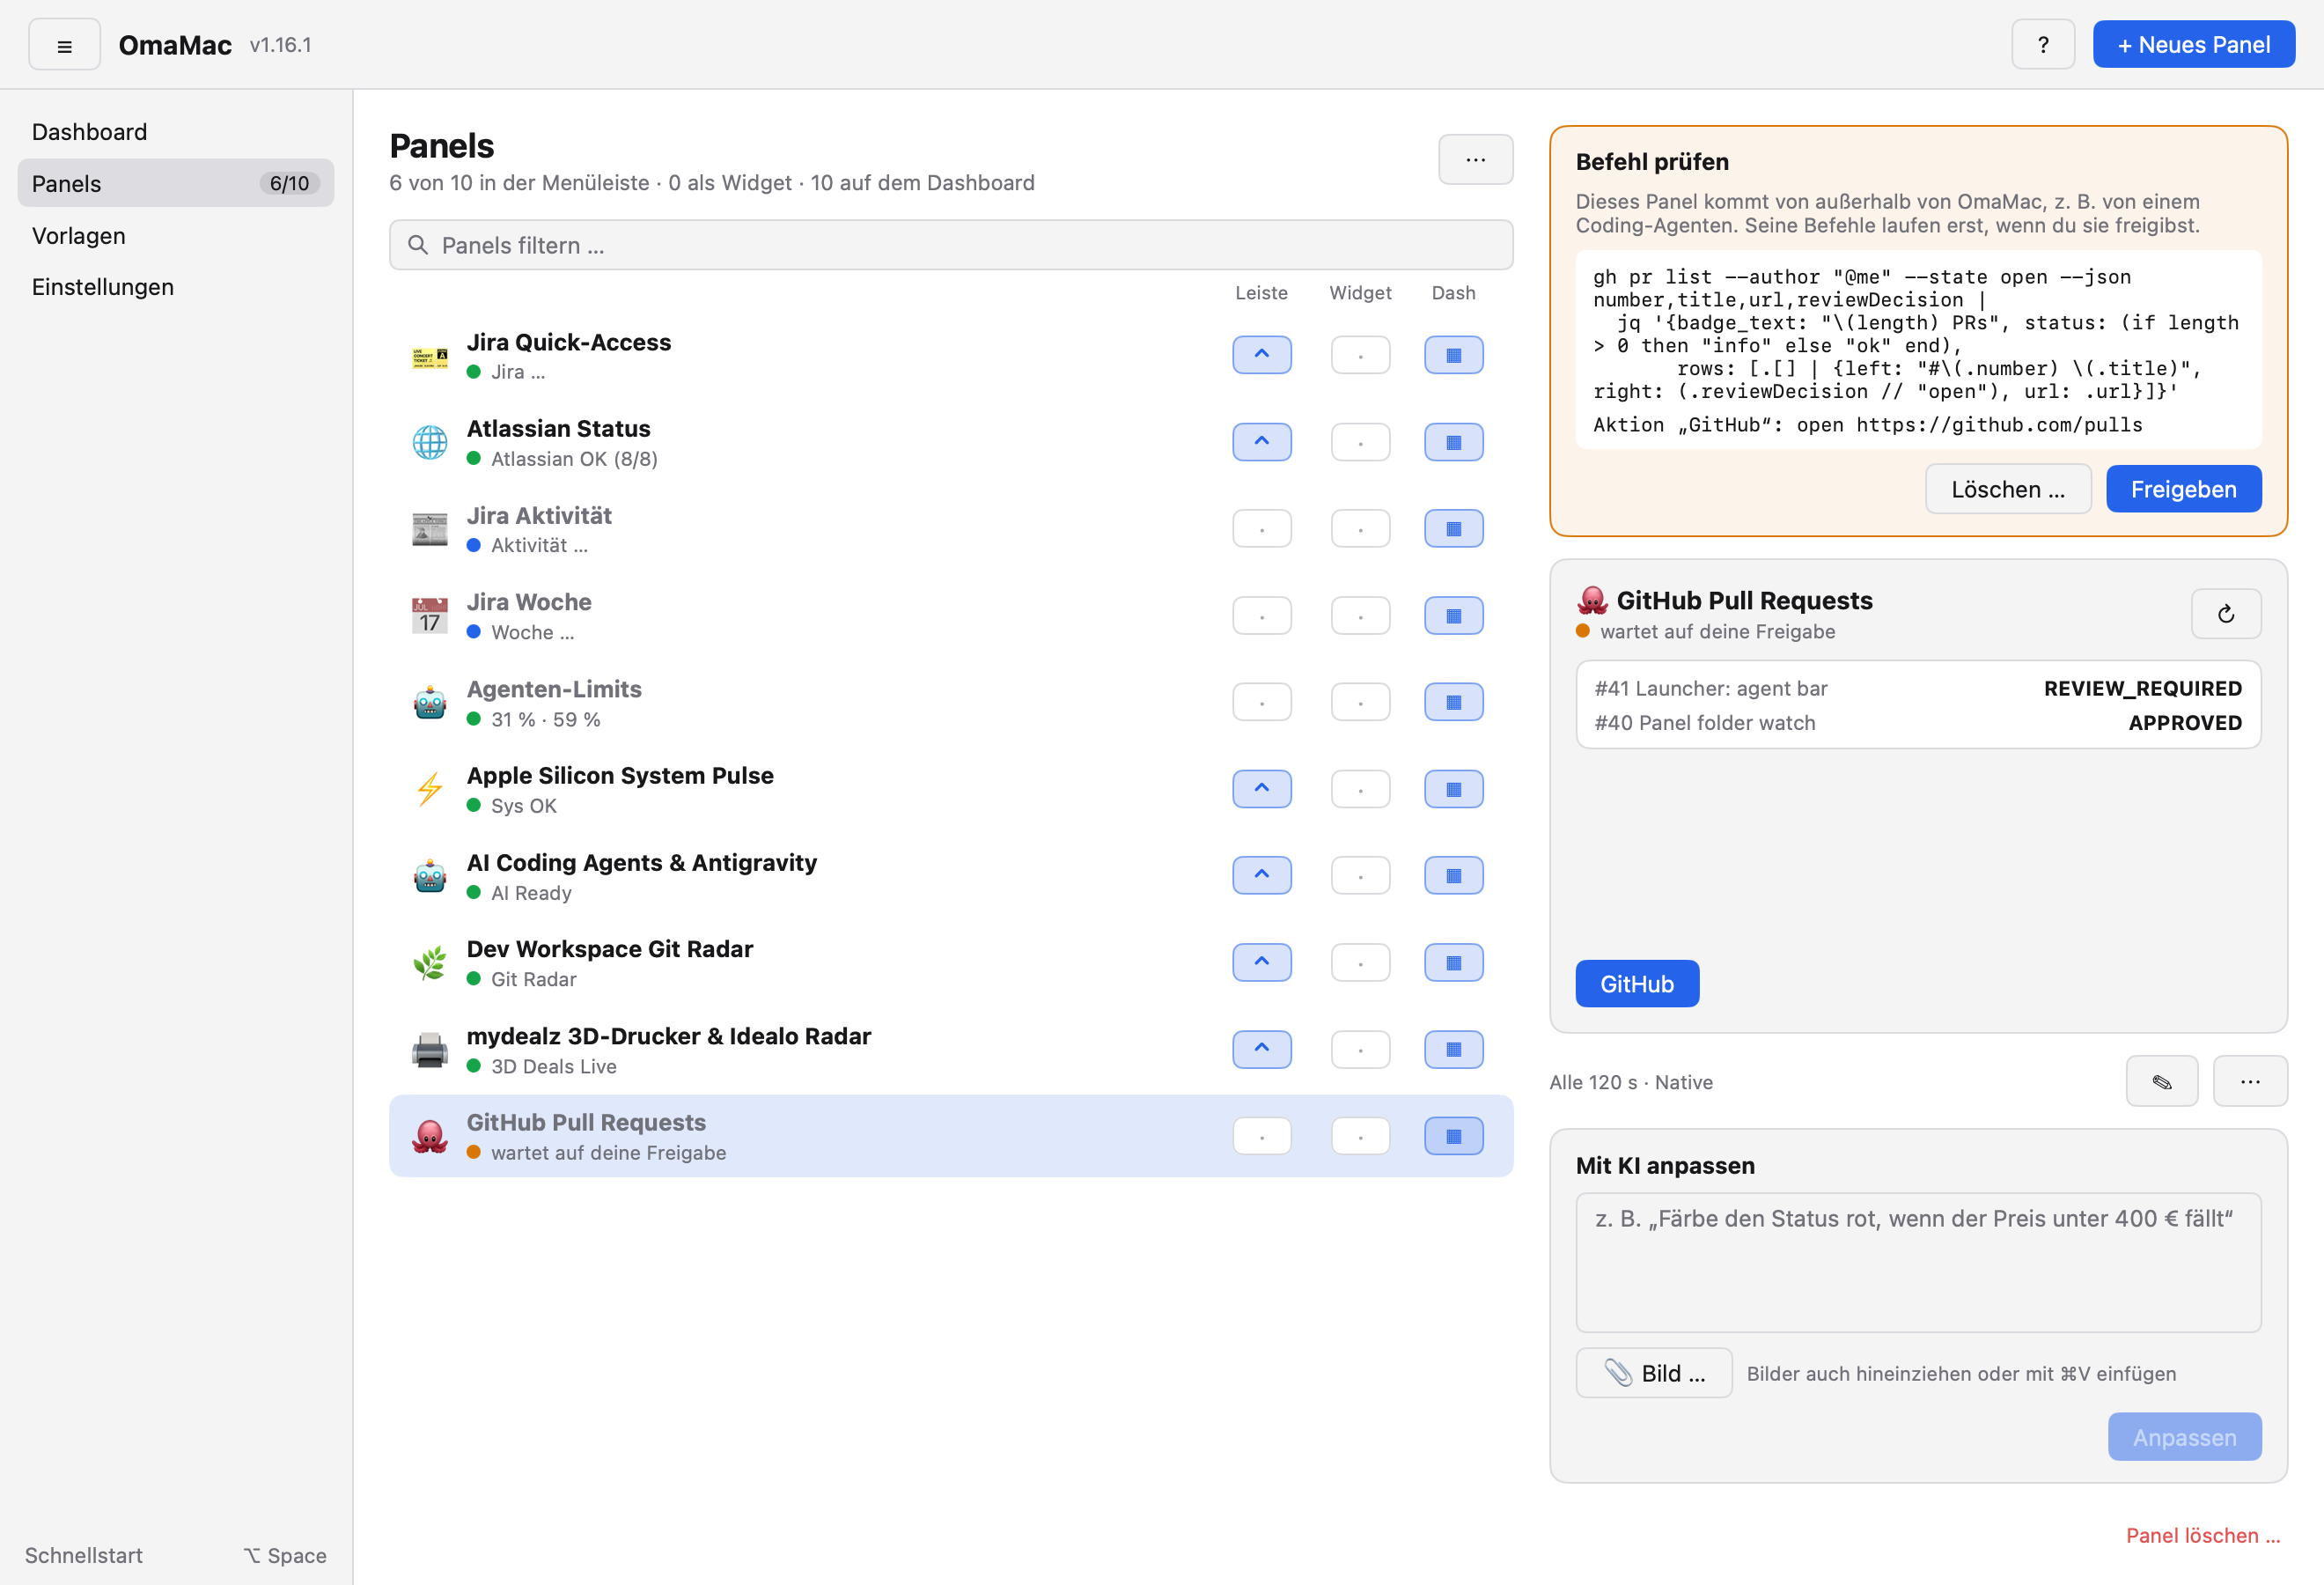 ≡ OmaMac v1.16.1
? + Neues Panel
Dashboard
Panels 6/10
Vorlagen
Einstellungen
Schnellstart ⌥ Space
Panels
6 von 10 in der Menüleiste · 0 als Widget · 10 auf dem Dashboard
...
Panels filtern ...
Leiste Widget Dash
Jira Quick-Access
Jira ...
Atlassian Status
Atlassian OK (8/8)
Jira Aktivität
Aktivität ...
JUL
17
Jira Woche
Woche ...
Agenten-Limits
31 % · 59 %
Apple Silicon System Pulse
Sys OK
AI Coding Agents & Antigravity
AI Ready
Dev Workspace Git Radar
Git Radar
mydealz 3D-Drucker & Idealo Radar
3D Deals Live
GitHub Pull Requests
wartet auf deine Freigabe
Befehl prüfen
Dieses Panel kommt von außerhalb von OmaMac, z. B. von einem
Coding-Agenten. Seine Befehle laufen erst, wenn du sie freigibst.
gh pr list --author "@me" --state open --json
number,title,url,reviewDecision |
jq '{badge_text: "\(length) PRs", status: (if length
> 0 then "info" else "ok" end),
rows: [.[] | {left: "#\(.number) \(.title)",
right: (.reviewDecision // "open"), url: .url}]}'
Aktion „GitHub“: open https://github.com/pulls
Löschen ... Freigeben
GitHub Pull Requests
wartet auf deine Freigabe
#41 Launcher: agent bar REVIEW_REQUIRED
#40 Panel folder watch APPROVED
GitHub
Alle 120 s · Native
...
Mit KI anpassen
z. B. „Färbe den Status rot, wenn der Preis unter 400 € fällt“
Bild ... Bilder auch hineinziehen oder mit ⌘V einfügen
Anpassen
Panel löschen ...